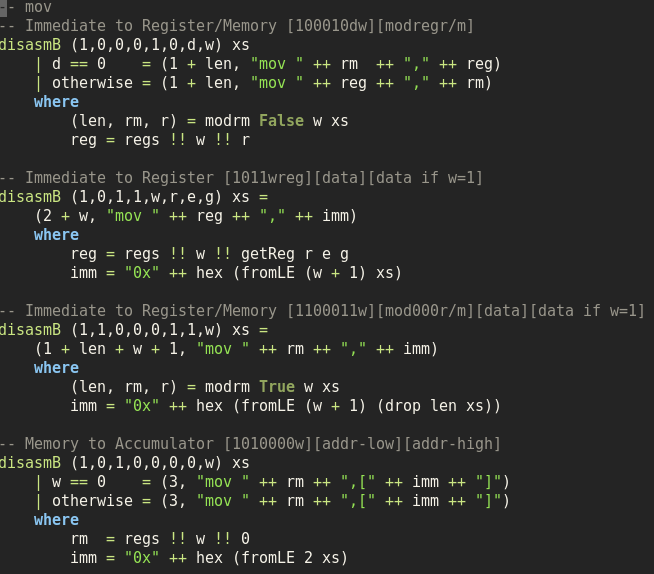 -- mov
-- Immediate to Register/Memory [100010dw][modregr/m]
disasmB (1,0,0,0,1,0,d,w) xs
    | d == 0    = (1 + len, "mov " ++ rm  ++ "," ++ reg)
    | otherwise = (1 + len, "mov " ++ reg ++ "," ++ rm)
    where
        (len, rm, r) = modrm False w xs
        reg = regs !! w !! r

-- Immediate to Register [1011wreg][data][data if w=1]
disasmB (1,0,1,1,w,r,e,g) xs =
    (2 + w, "mov " ++ reg ++ "," ++ imm)
    where
        reg = regs !! w !! getReg r e g
        imm = "0x" ++ hex (fromLE (w + 1) xs)

-- Immediate to Register/Memory [1100011w][mod000r/m][data][data if w=1]
disasmB (1,1,0,0,0,1,1,w) xs =
    (1 + len + w + 1, "mov " ++ rm ++ "," ++ imm)
    where
        (len, rm, r) = modrm True w xs
        imm = "0x" ++ hex (fromLE (w + 1) (drop len xs))

-- Memory to Accumulator [1010000w][addr-low][addr-high]
disasmB (1,0,1,0,0,0,0,w) xs
    | w == 0    = (3, "mov " ++ rm ++ ",[" ++ imm ++ "]")
    | otherwise = (3, "mov " ++ rm ++ ",[" ++ imm ++ "]")
    where
        rm  = regs !! w !! 0
        imm = "0x" ++ hex (fromLE 2 xs)